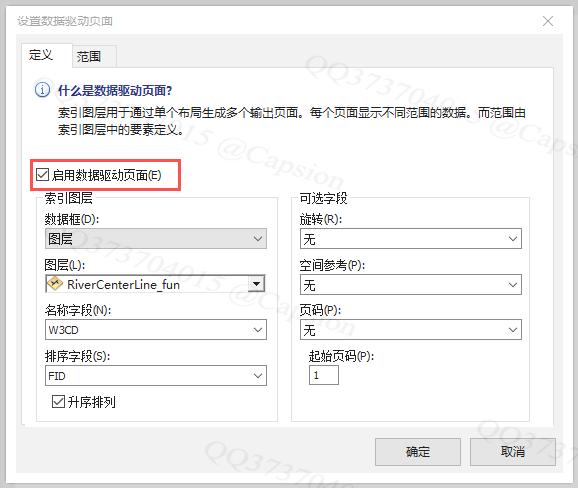 设置数据驱动页面
定义
范围
什么是数据驱动页面?
索引图层用于通过单个布局生成多个输出页面。每个页面显示不同范围的数据。而范围由
索引图层中的要素定义。
启用数据驱动页面(E)
索引图层
数据框(D):
图层
图层(L):
RiverCenterLine_fun
名称字段(N):
W3CD
排序字段(S):
FID
升序排列
可选字段
旋转(R):
无
空间参考(P):
无
页码(P):
无
起始页码(P):
1
确定
取消
QQ373704015 @Capsion
QQ373704015 @Capsion
QQ373704015 @Capsion